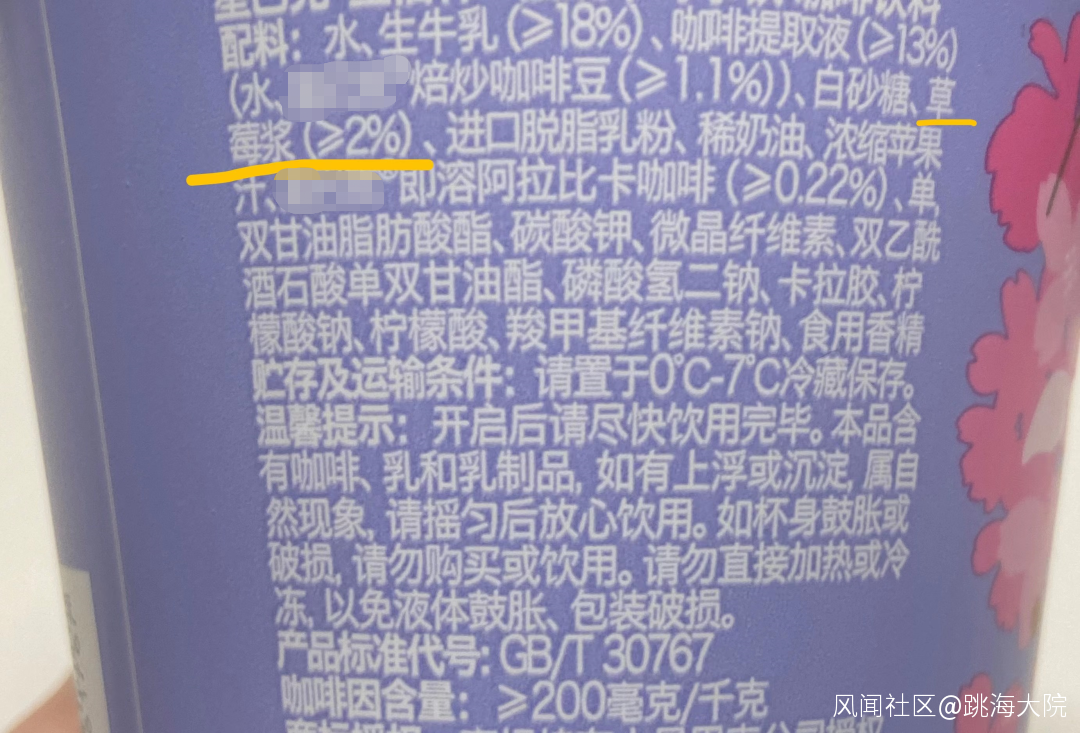 咖啡饮料
配料：水、生牛乳（≥18%）、咖啡提取液（≥13%）
（水、焙炒咖啡豆（≥1.1%））、白砂糖、草
莓浆（≥2%）、进口脱脂乳粉、稀奶油、浓缩苹果
汁、即溶阿拉比卡咖啡（≥0.22%）、单,
双甘油脂肪酸酯、碳酸钾、微晶纤维素、双乙酰
酒石酸单双甘油酯、磷酸氢二钠、卡拉胶、柠
檬酸钠、柠檬酸、羧甲基纤维素钠、食用香精
贮存及运输条件：请置于0℃-7℃冷藏保存。
温馨提示：开启后请尽快饮用完毕。本品含
有咖啡、乳和乳制品, 如有上浮或沉淀, 属自
然现象, 请摇匀后放心饮用。如杯身鼓胀或
破损, 请勿购买或饮用。请勿直接加热或冷
冻, 以免液体鼓胀、包装破损。
产品标准代号：GB/T 30767
咖啡因含量：≥200毫克/千克
风闻社区@跳海大院